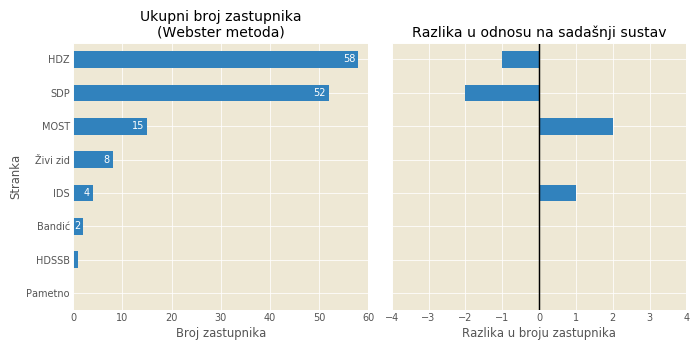 Ukupni broj zastupnika
(Webster metoda)
Stranka
HDZ
58
SDP
52
MOST
15
Živi zid
8
IDS
4
Bandić
2
HDSSB
Pametno
0
10
20
30
40
50
60
Broj zastupnika
Razlika u odnosu na sadašnji sustav
−4
−3
−2
−1
0
1
2
3
4
Razlika u broju zastupnika